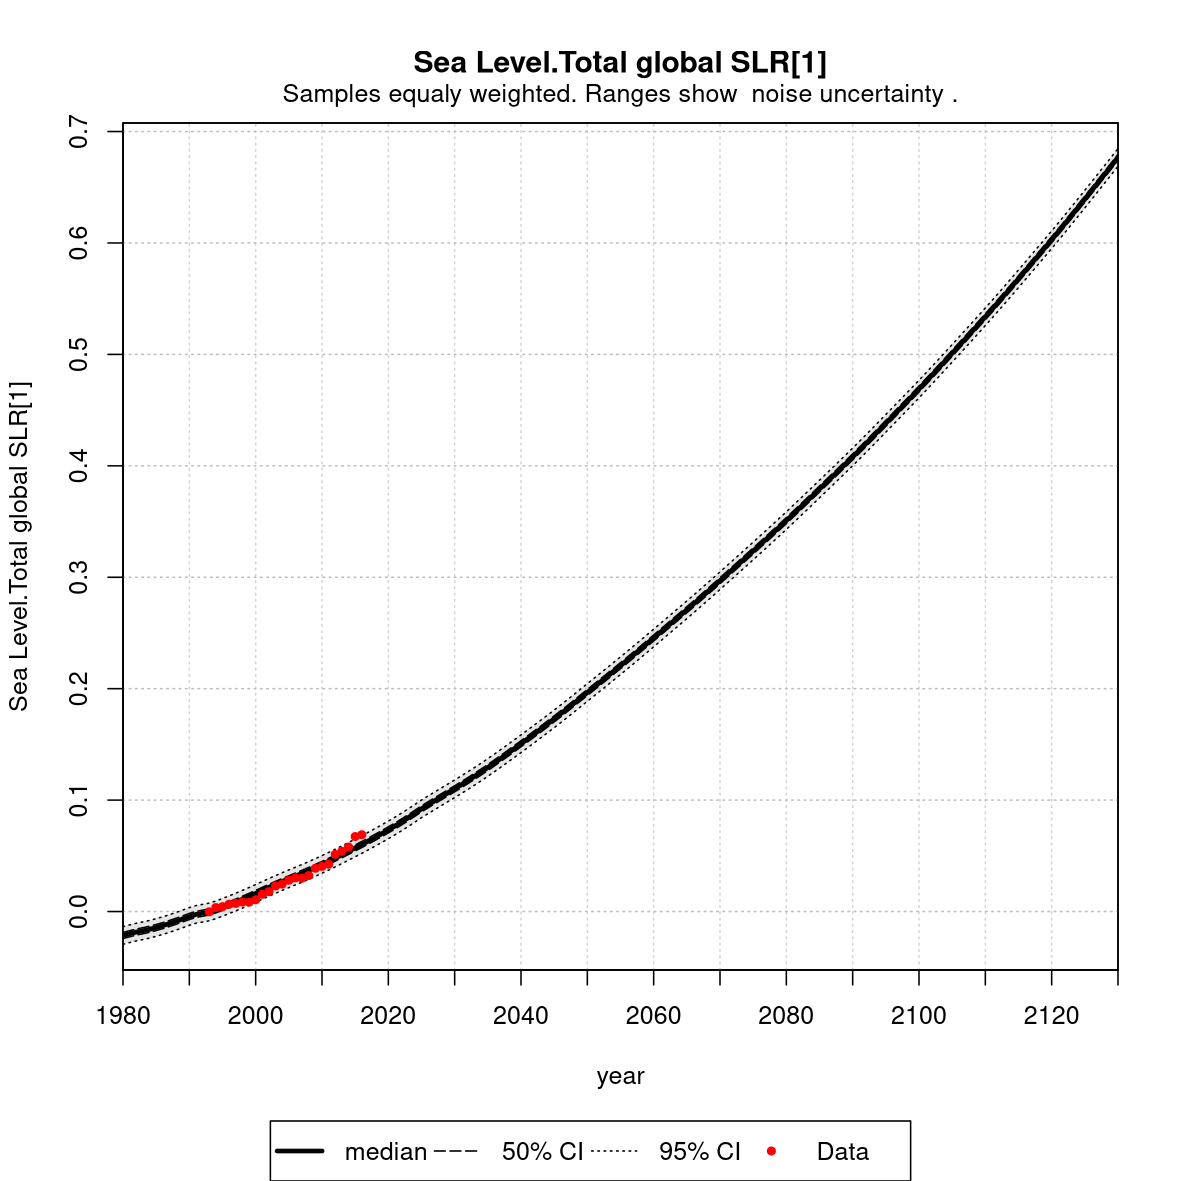 Sea Level.Total global SLR[1]
Samples equaly weighted. Ranges show  noise uncertainty .
Sea Level.Total global SLR[1]
0.7
0.6
0.5
0.4
0.3
0.2
0.1
0.0
1980 2000 2020 2040 2060 2080 2100 2120
year
median 50% CI 95% CI Data